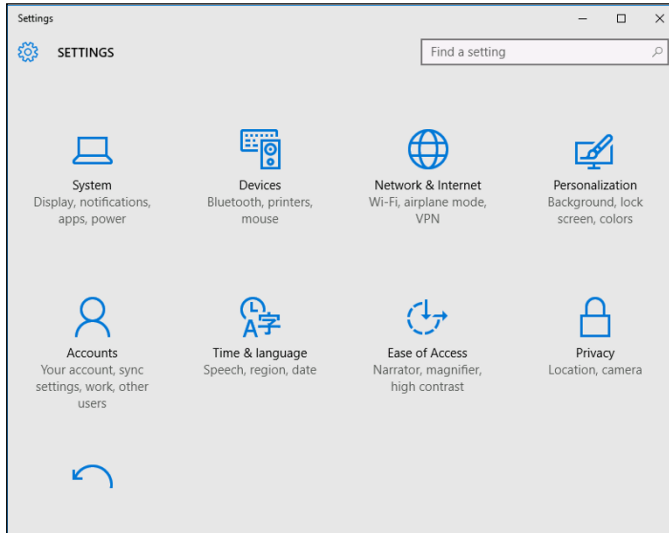 Settings
SETTINGS
Find a setting
System
Display, notifications,
apps, power
Devices
Bluetooth, printers,
mouse
Network & Internet
Wi-Fi, airplane mode,
VPN
Personalization
Background, lock
screen, colors
Accounts
Your account, sync
settings, work, other
users
Time & language
Speech, region, date
Ease of Access
Narrator, magnifier,
high contrast
Privacy
Location, camera